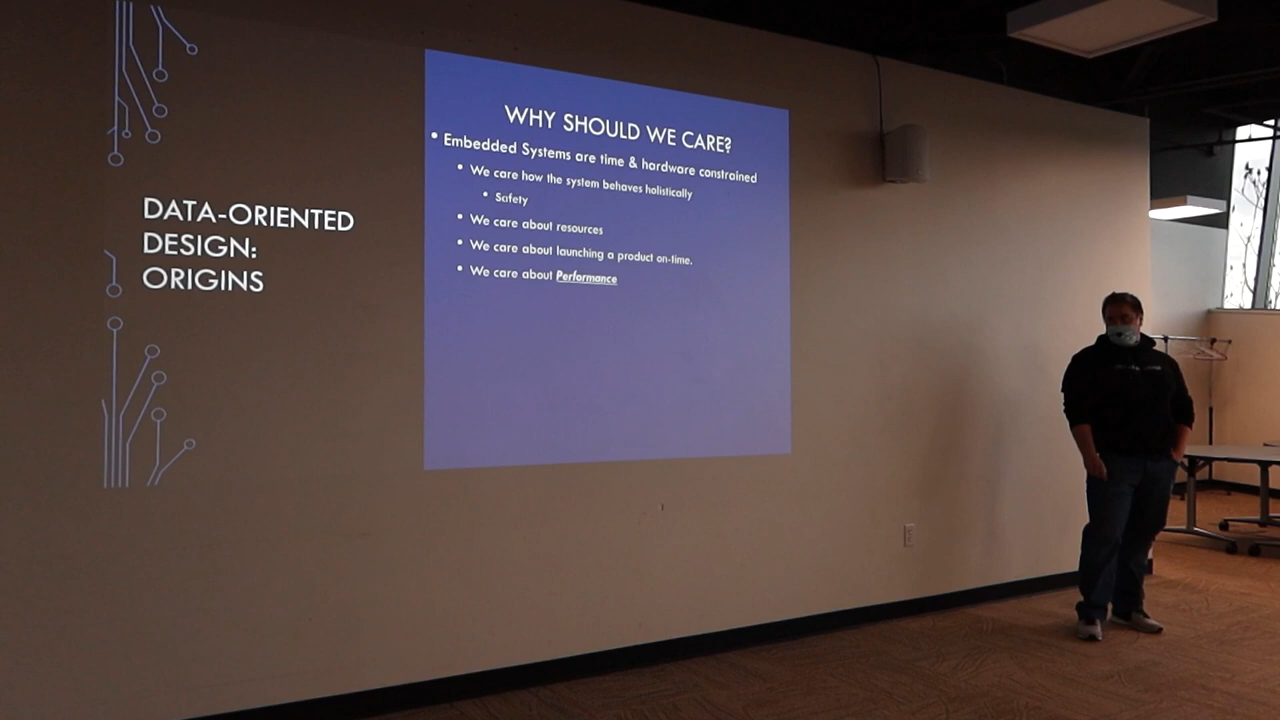 DATA-ORIENTED
DESIGN:
ORIGINS
WHY SHOULD WE CARE?
• Embedded Systems are time & hardware constrained
• We care how the system behaves holistically
• Safety
• We care about resources
• We care about launching a product on-time.
• We care about Performance